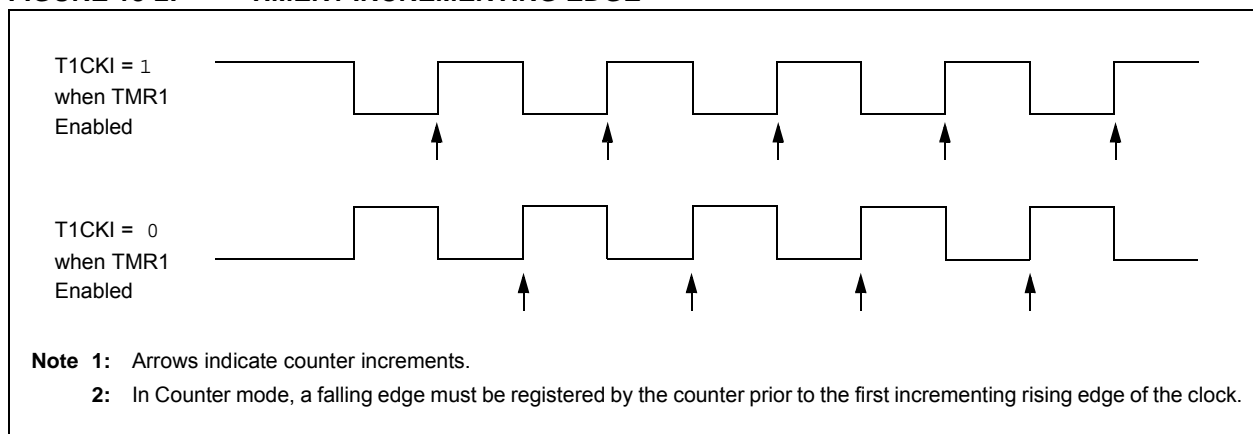 T1CKI = 1
when TMR1
Enabled
T1CKI = 0
when TMR1
Enabled
Note 1: Arrows indicate counter increments.
2: In Counter mode, a falling edge must be registered by the counter prior to the first incrementing rising edge of the clock.